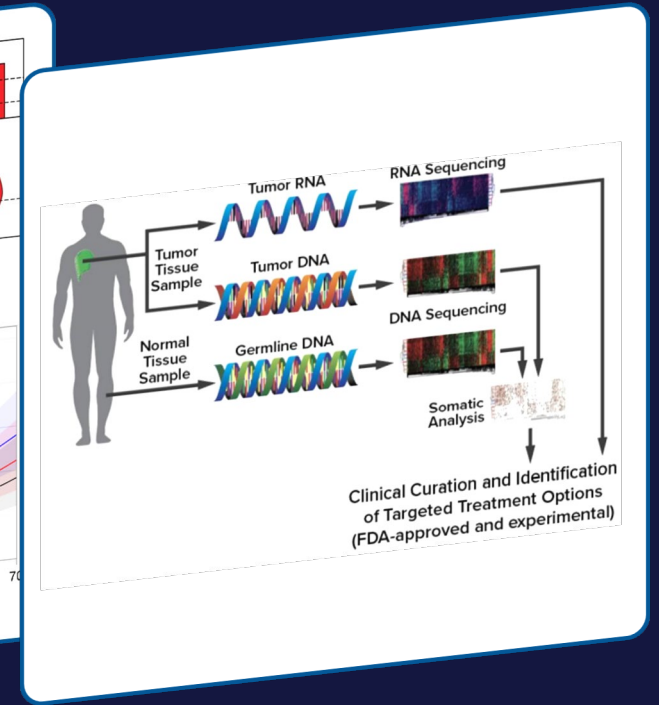 Tumor RNA
RNA Sequencing
Tumor
Tissue
Sample
Tumor DNA
DNA Sequencing
Normal
Tissue
Sample
Germline DNA
Somatic
Analysis
Clinical Curation and Identification
of Targeted Treatment Options
(FDA-approved and experimental)
70